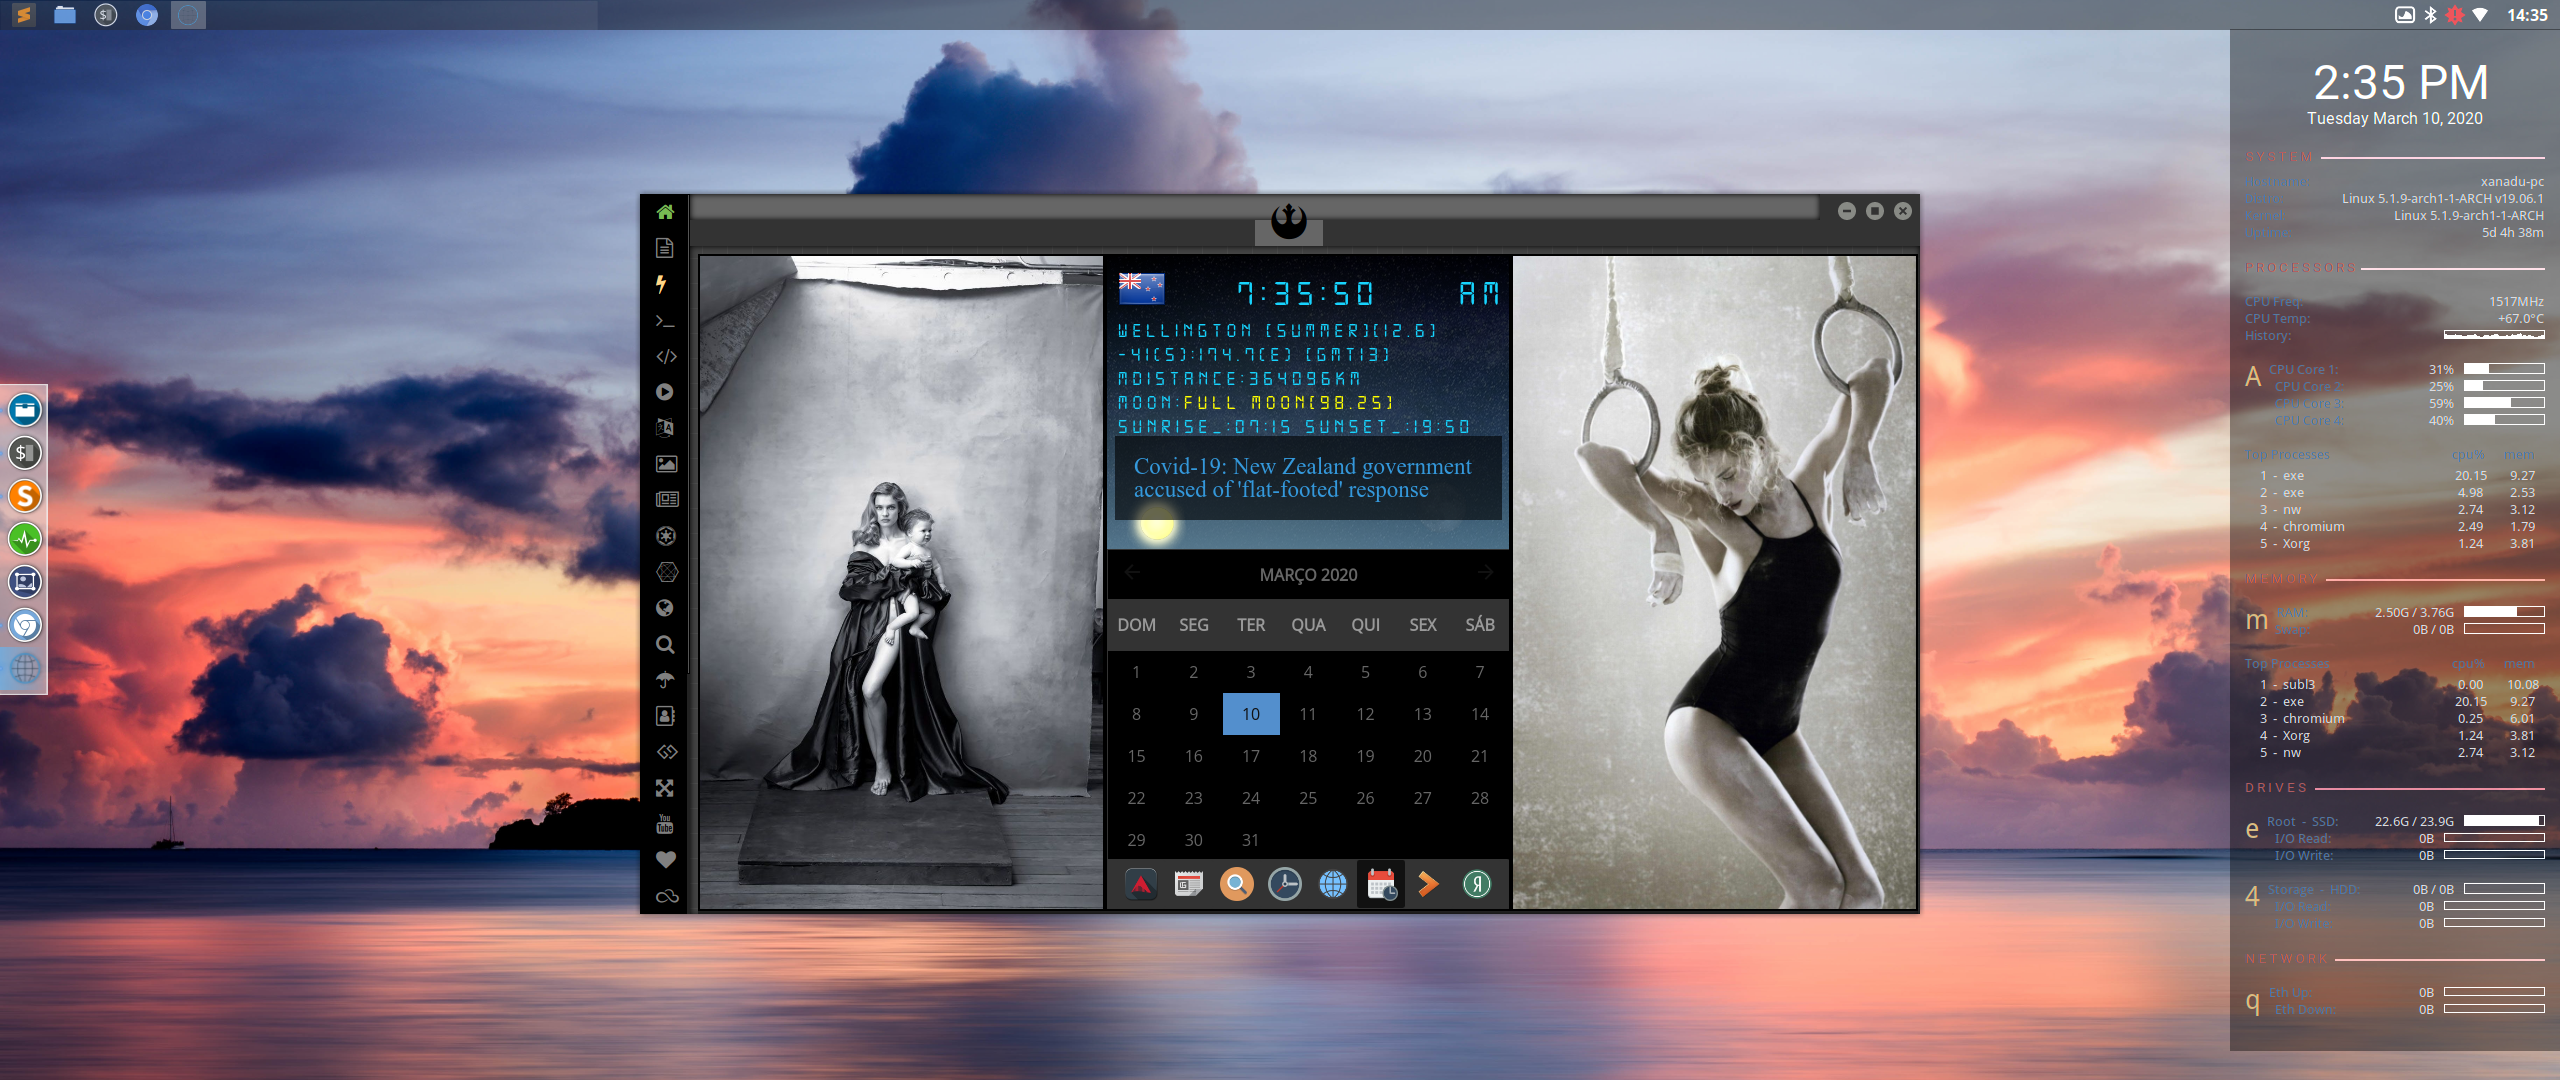 14:35
2:35 PM
Tuesday March 10, 2020
SYSTEM
xanadu-pc
Linux 5.1.9-arch1-1-ARCH v19.06.1
Linux 5.1.9-arch1-1-ARCH
5d 4h 38m
PROCESSORS
CPU Freq: 1517MHz
CPU Temp: +67.0°C
History:
A CPU Core 1: 31%
CPU Core 2: 25%
CPU Core 3: 59%
CPU Core 4: 40%
Top Processes cpu% mem
1 - exe 20.15 9.27
2 - exe 4.98 2.53
3 - nw 2.74 3.12
4 - chromium 2.49 1.79
5 - Xorg 1.24 3.81
MEMORY
m RAM: 2.50G / 3.76G
Swap: 0B / 0B
Top Processes cpu% mem
1 - subl3 0.00 10.08
2 - exe 20.15 9.27
3 - chromium 0.25 6.01
4 - Xorg 1.24 3.81
5 - nw 2.74 3.12
DRIVES
e Root - SSD: 22.6G / 23.9G
I/O Read: 0B
I/O Write: 0B
4 Storage - HDD: 0B / 0B
I/O Read: 0B
I/O Write: 0B
NETWORK
q Eth Up: 0B
Eth Down: 0B
7:35:50 AM
WELLINGTON [SUMMER][12.6]
-41(S):174.7(E) [GMT13]
MDISTANCE:364096KM
MOON:FULL MOON[98.25]
SUNRISE_:07:15 SUNSET_:19:50
Covid-19: New Zealand government
accused of 'flat-footed' response
MARÇO 2020
DOM SEG TER QUA QUI SEX SÁB
1 2 3 4 5 6 7
8 9 10 11 12 13 14
15 16 17 18 19 20 21
22 23 24 25 26 27 28
29 30 31
You
Tube